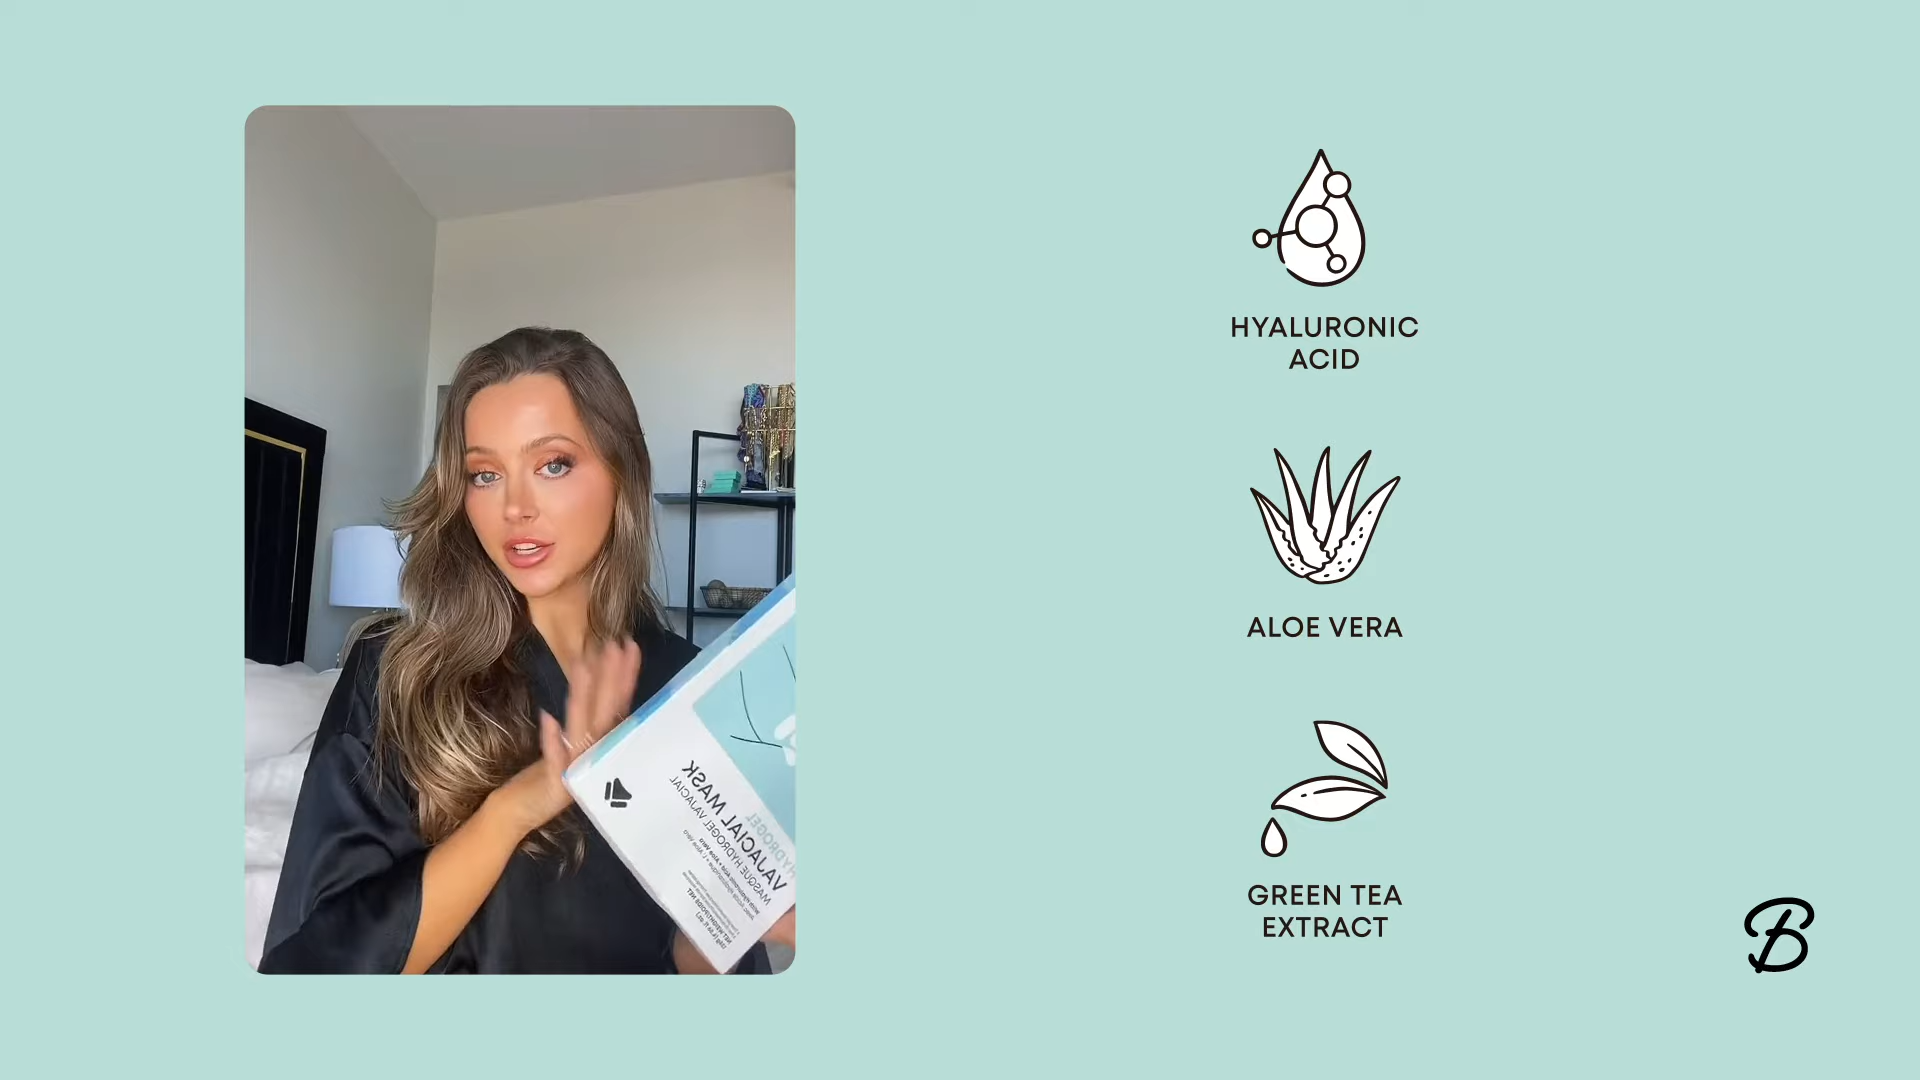 HYALURONIC
ACID
ALOE VERA
GREEN TEA
EXTRACT
B
HYDROGEL
VAJACIAL MASK
MASQUE HYDROGEL VAJACIAL